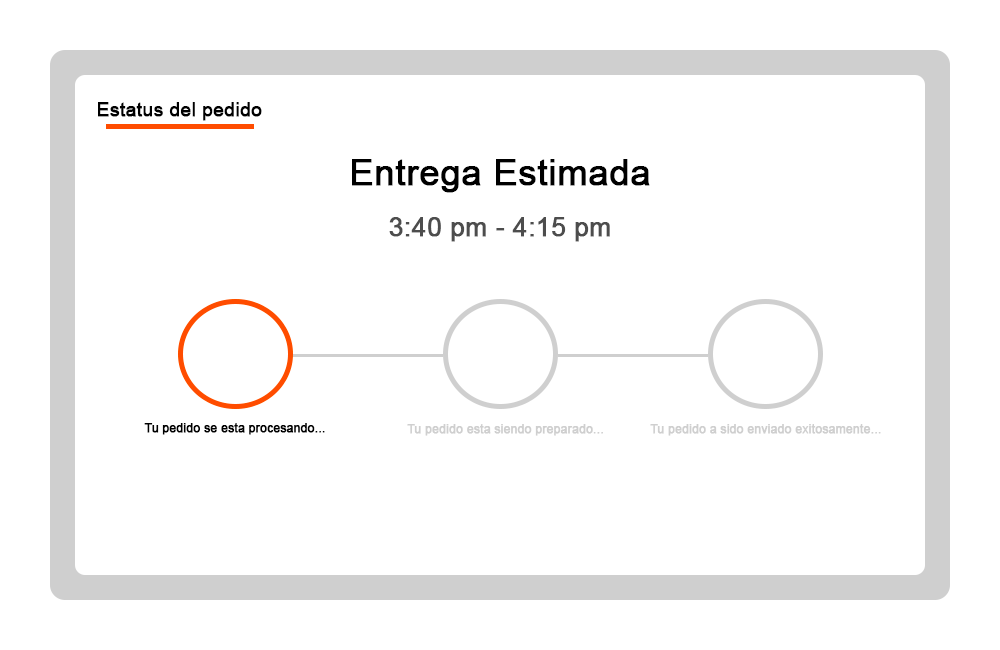 Estatus del pedido
Entrega Estimada
3:40 pm - 4:15 pm
Tu pedido se esta procesando...
Tu pedido esta siendo preparado...
Tu pedido a sido enviado exitosamente...